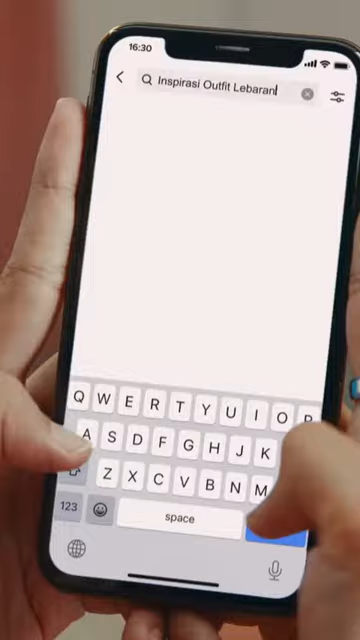 16:30
Inspirasi Outfit Lebaran
Q W E R T Y U I O P
A S D F G H J K
Z X C V B N M
123 space